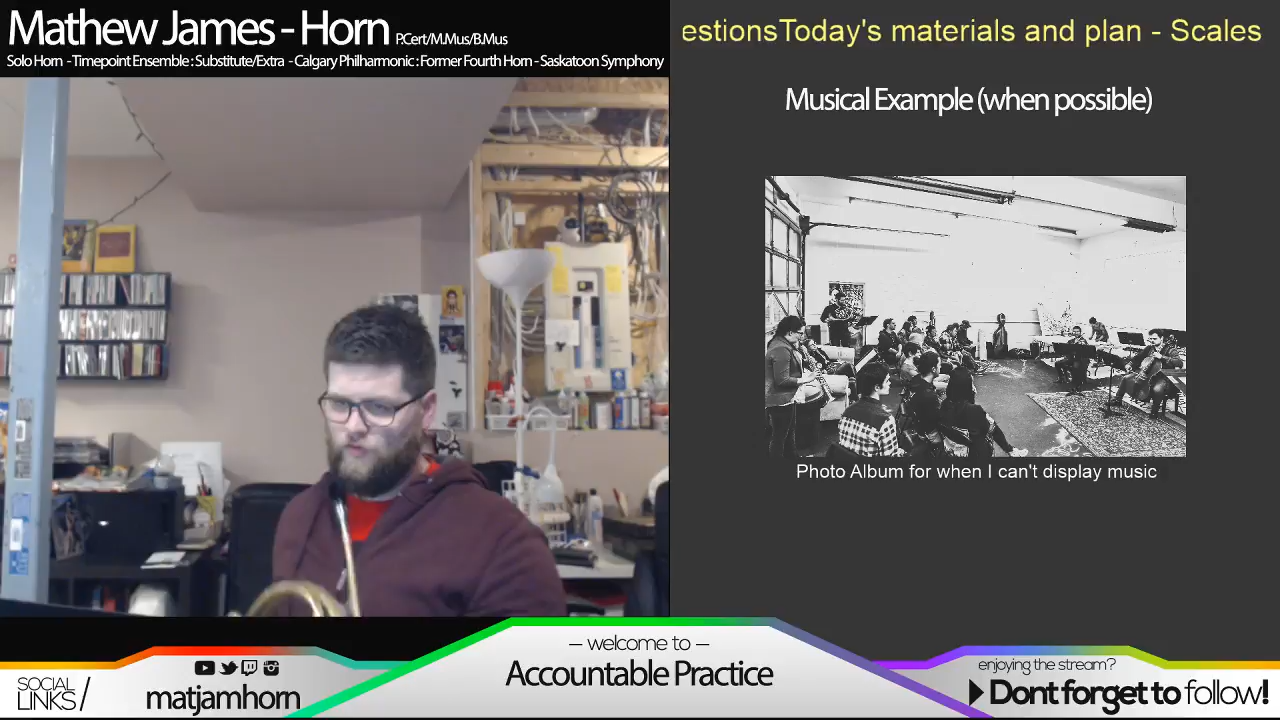 Mathew James - Horn P.Cert/M.Mus/B.Mus
Solo Horn - Timepoint Ensemble : Substitute/Extra - Calgary Philharmonic : Former Fourth Horn - Saskatoon Symphony
estionsToday's materials and plan - Scales
Musical Example (when possible)
Photo Album for when I can't display music
SOCIAL
LINKS
matjamhorn
– welcome to –
Accountable Practice
enjoying the stream?
Dont forget to follow!